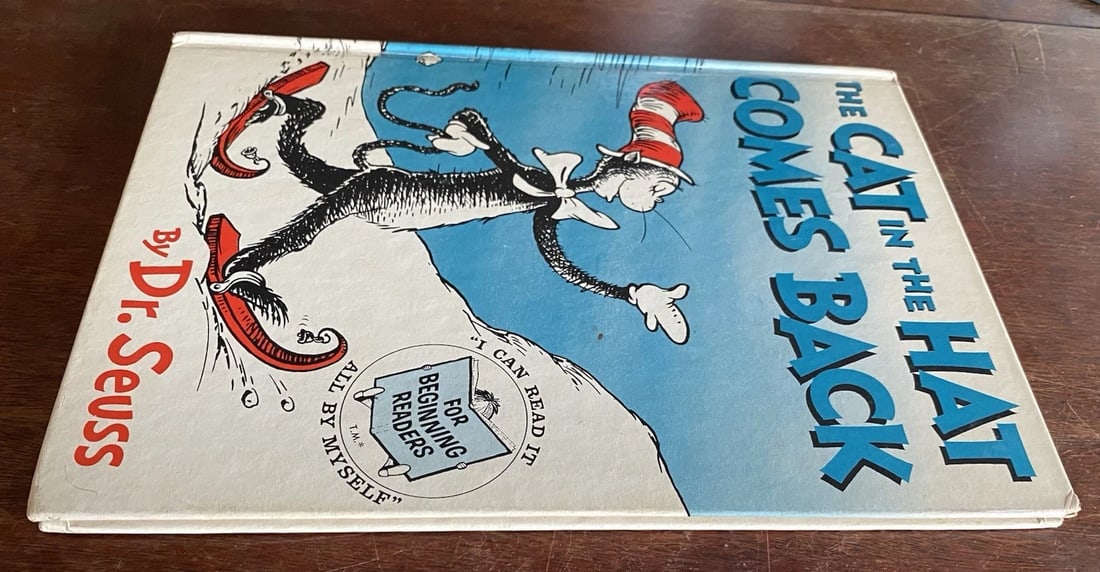 THE CAT IN THE HAT
COMES BACK
"I CAN READ IT
ALL BY MYSELF"
FOR
BEGINNING
READERS
T.M.*
By Dr. Seuss